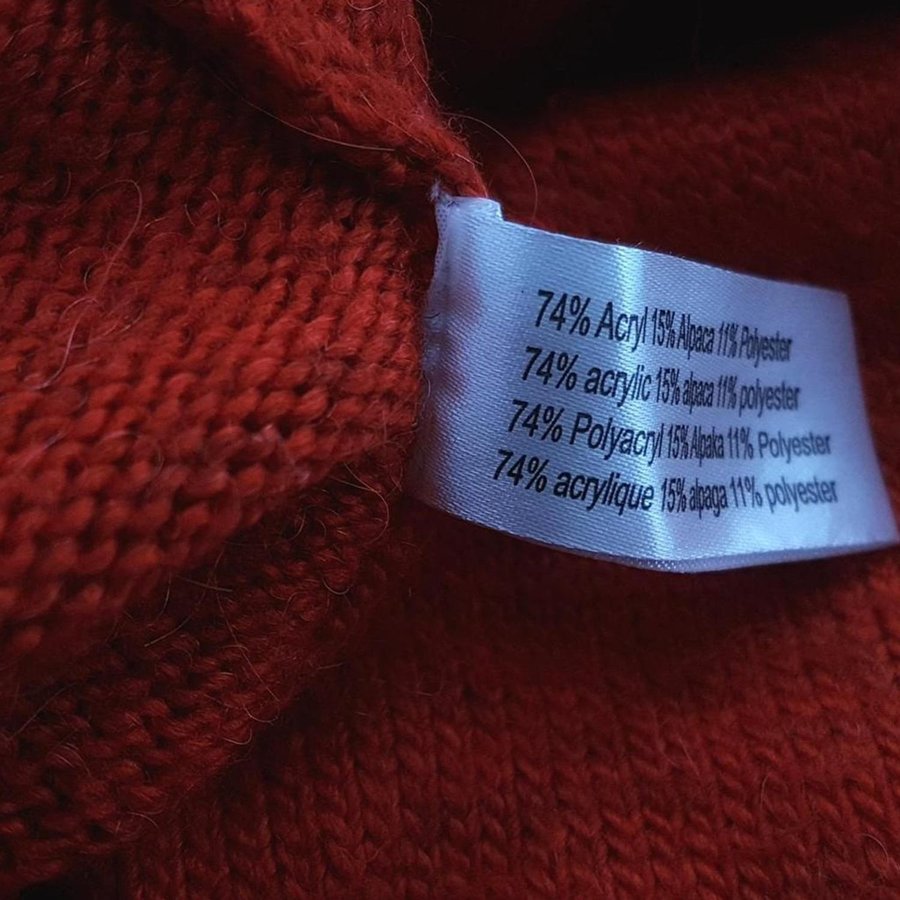 74% Acryl 15% Alpaca 11% Polyester
74% acrylic 15% alpaca 11% polyester
74% Polyacryl 15% Alpaka 11% Polyester
74% acrylique 15% alpaga 11% polyester